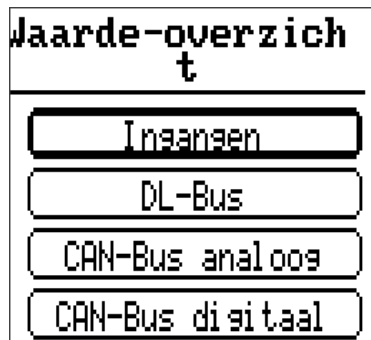 Waarde-overzich
t
Ingangen
DL-Bus
CAN-Bus analoog
CAN-Bus digitaal